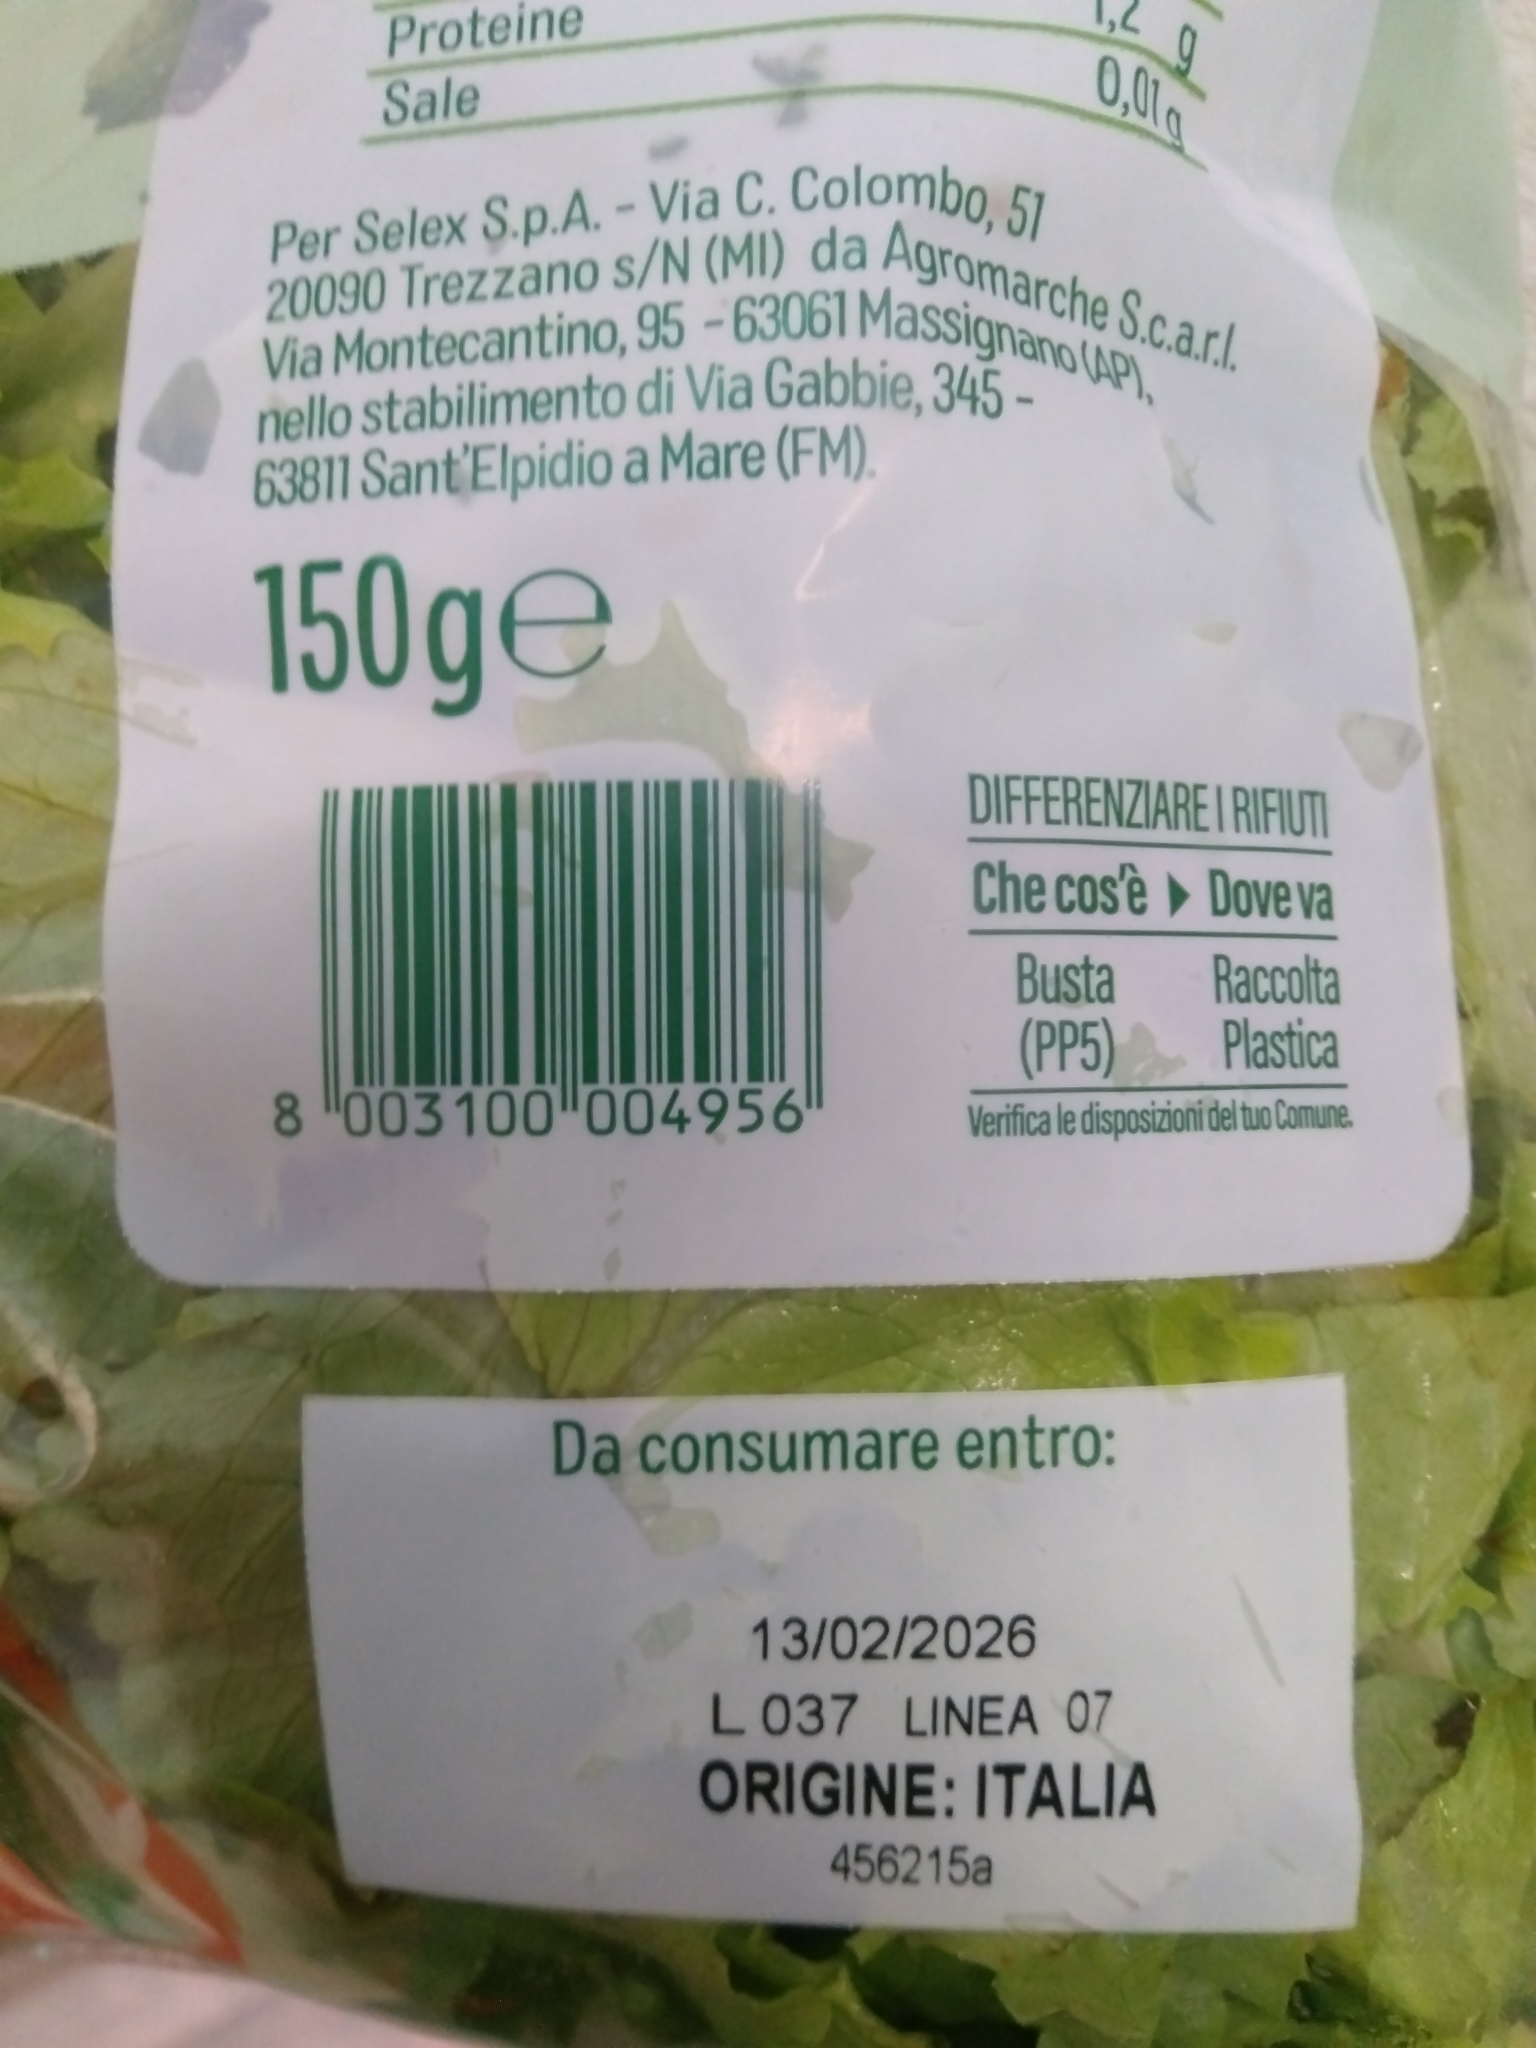 Proteine 1,2 g
Sale 0,01 g
Per Selex S.p.A. - Via C. Colombo, 51
20090 Trezzano s/N (MI) da Agromarche S.c.a.r.l.
Via Montecantino, 95 - 63061 Massignano (AP),
nello stabilimento di Via Gabbie, 345 -
63811 Sant'Elpidio a Mare (FM).
150 g ℮
DIFFERENZIARE I RIFIUTI
Che cos'è ▶ Dove va
Busta Raccolta
(PP5) Plastica
Verifica le disposizioni del tuo Comune.
8 003100 004956
Da consumare entro:
13/02/2026
L 037 LINEA 07
ORIGINE: ITALIA
456215a